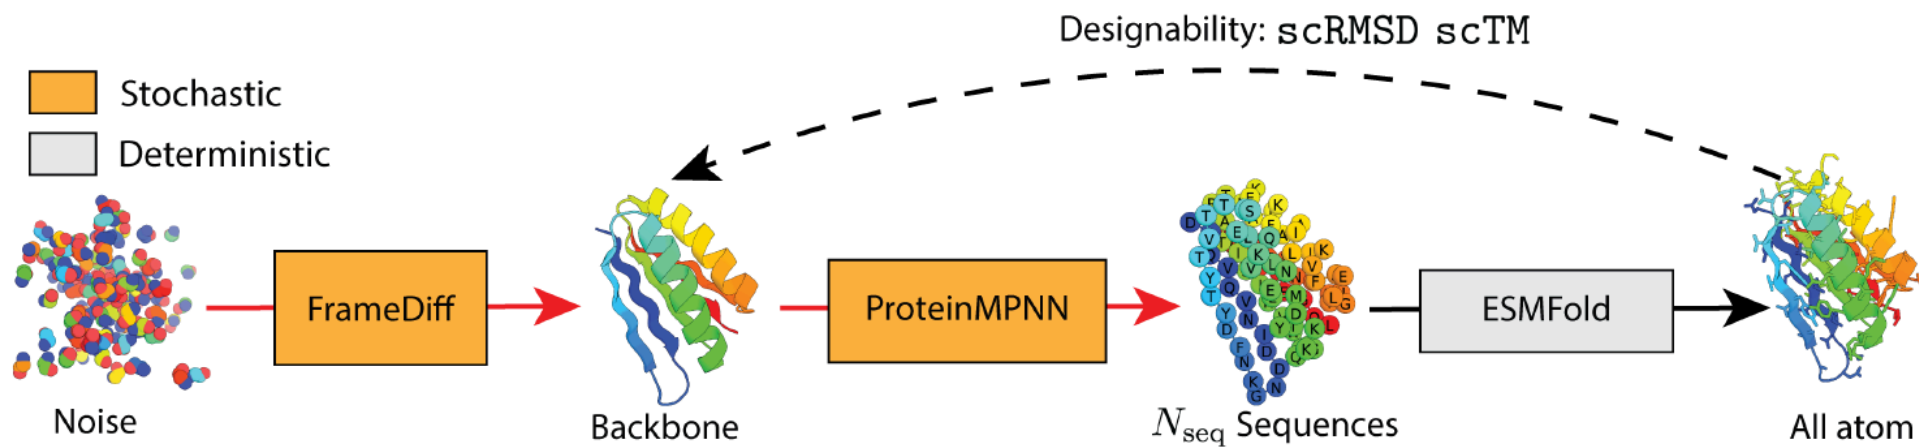 Designability: scRMSD scTM
Stochastic
Deterministic
FrameDiff
ProteinMPNN
ESMFold
Noise
Backbone
N_seq Sequences
All atom